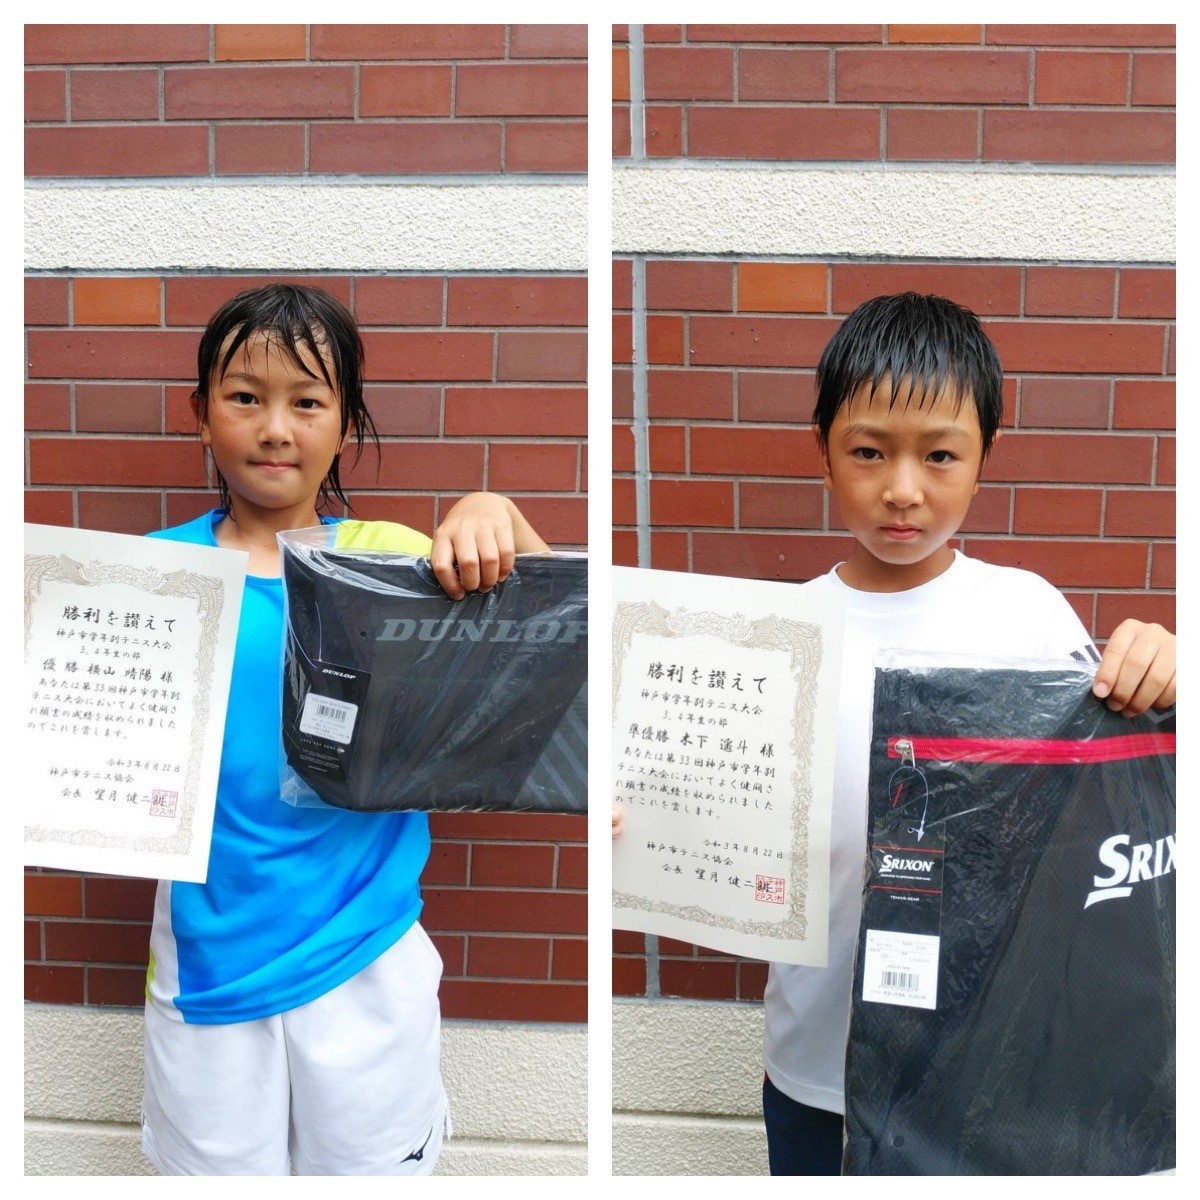 勝利を讃えて
神戸市学年別テニス大会
3、4年生の部
優勝 横山 晴陽 様
あなたは第33回神戸市学年別
テニス大会においてよく健闘さ
れ頭書の成績を収められました
のでこれを賞します。
令和3年8月22日
神戸市テニス協会
会長 望月 健二
DUNLOP
DUNLOP
勝利を讃えて
神戸市学年別テニス大会
3、4年生の部
準優勝 木下 遥斗 様
あなたは第33回神戸市学年別
テニス大会においてよく健闘さ
れ頭書の成績を収められました
のでこれを賞します。
令和3年8月22日
神戸市テニス協会
会長 望月 健二
SRIXON
TENNIS GEAR
SRIX